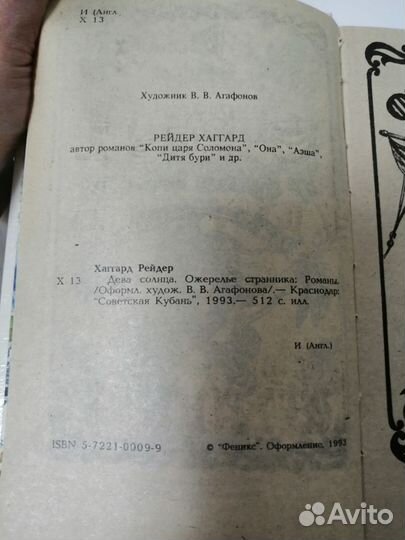 И (Англ
Х 13
Художник В. В. Агафонов
РЕЙДЕР ХАГГАРД
автор романов "Копи царя Соломона", "Она", "Аэша",
"Дитя бури" и др.
Хаггард Рейдер
Х 13 Дева солнца. Ожерелье странника: Романы.
/Оформл. худож. В. В. Агафонова/.— Краснодар:
"Советская Кубань", 1993.— 512 с. илл.
И (Англ.)
ISBN 5-7221-0009-9
© "Феникс". Оформление, 1993
Avito